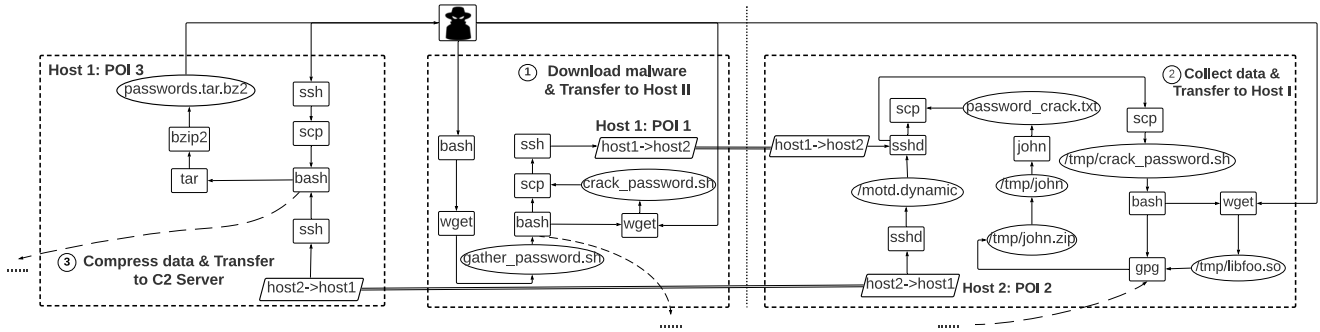 Host 1: POI 3
passwords.tar.bz2
bzip2
tar
ssh
scp
bash
ssh
3 Compress data & Transfer
to C2 Server
host2->host1
......
1 Download malware
& Transfer to Host II
Host 1: POI 1
bash
ssh
host1->host2
scp
crack_password.sh
wget
bash
wget
gather_password.sh
......
2 Collect data &
Transfer to Host I
scp
password_crack.txt
scp
host1->host2
sshd
john
/tmp/crack_password.sh
/motd.dynamic
/tmp/john
bash
wget
sshd
/tmp/john.zip
gpg
/tmp/libfoo.so
host2->host1
Host 2: POI 2
......